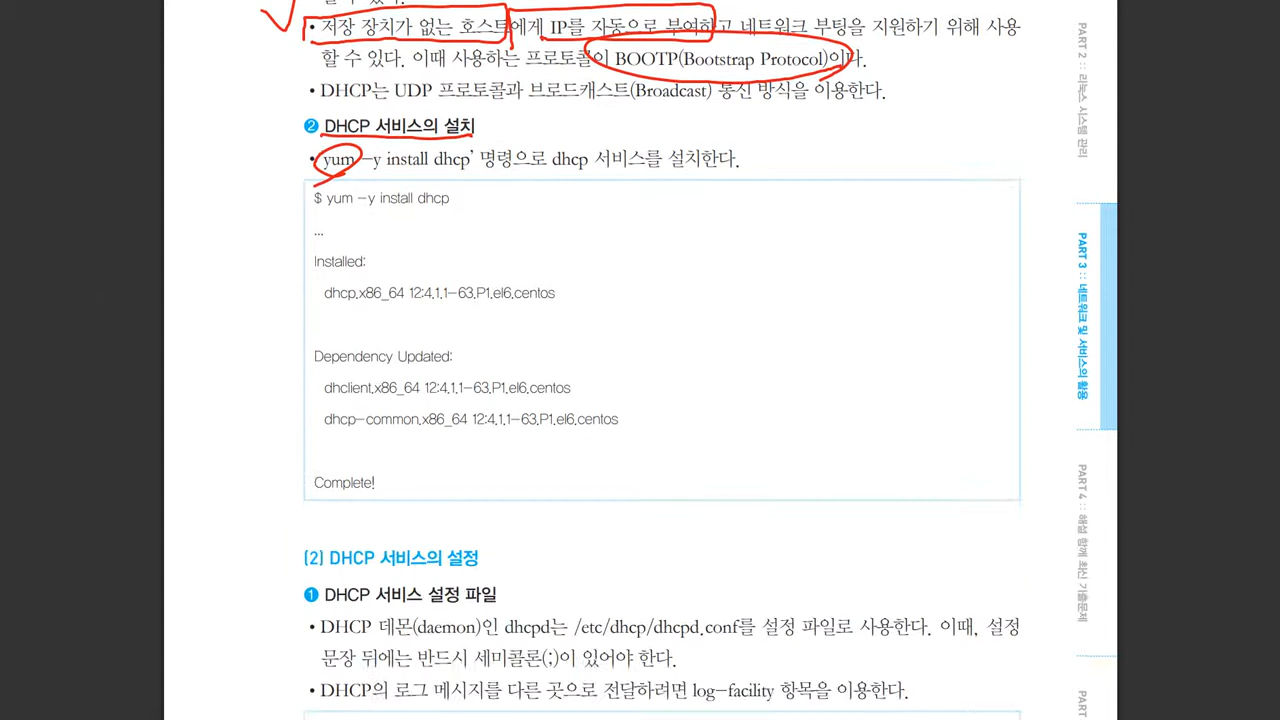 • 저장 장치가 없는 호스트에게 IP를 자동으로 부여하고 네트워크 부팅을 지원하기 위해 사용
할 수 있다. 이때 사용하는 프로토콜이 BOOTP(Bootstrap Protocol)이다.
• DHCP는 UDP 프로토콜과 브로드캐스트(Broadcast) 통신 방식을 이용한다.
❷ DHCP 서비스의 설치
• yum –y install dhcp' 명령으로 dhcp 서비스를 설치한다.
$ yum –y install dhcp
...
Installed:
dhcp.x86_64 12:4.1.1–63.P1.el6.centos
Dependency Updated:
dhclient.x86_64 12:4.1.1–63.P1.el6.centos
dhcp–common.x86_64 12:4.1.1–63.P1.el6.centos
Complete!
(2) DHCP 서비스의 설정
❶ DHCP 서비스 설정 파일
• DHCP 데몬(daemon)인 dhcpd는 /etc/dhcp/dhcpd.conf를 설정 파일로 사용한다. 이때, 설정
문장 뒤에는 반드시 세미콜론(;)이 있어야 한다.
• DHCP의 로그 메시지를 다른 곳으로 전달하려면 log–facility 항목을 이용한다.
PART 2 :: 리눅스 시스템 관리
PART 3 :: 네트워크 및 서비스의 활용
PART 4 :: 해설 함께 최신 기출문제
PART